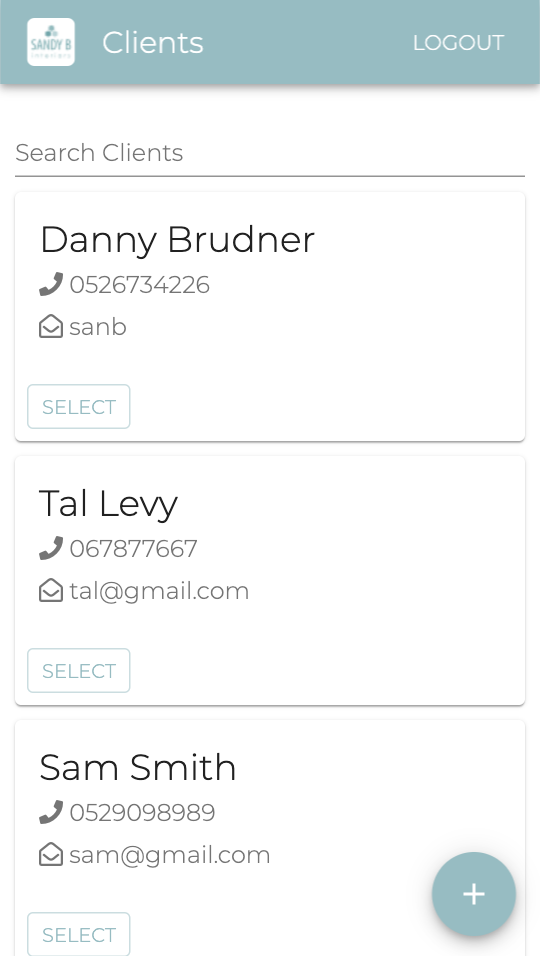 SANDY B
interiors
Clients
LOGOUT
Search Clients
Danny Brudner
0526734226
sanb
SELECT
Tal Levy
067877667
tal@gmail.com
SELECT
Sam Smith
0529098989
sam@gmail.com
+
SELECT